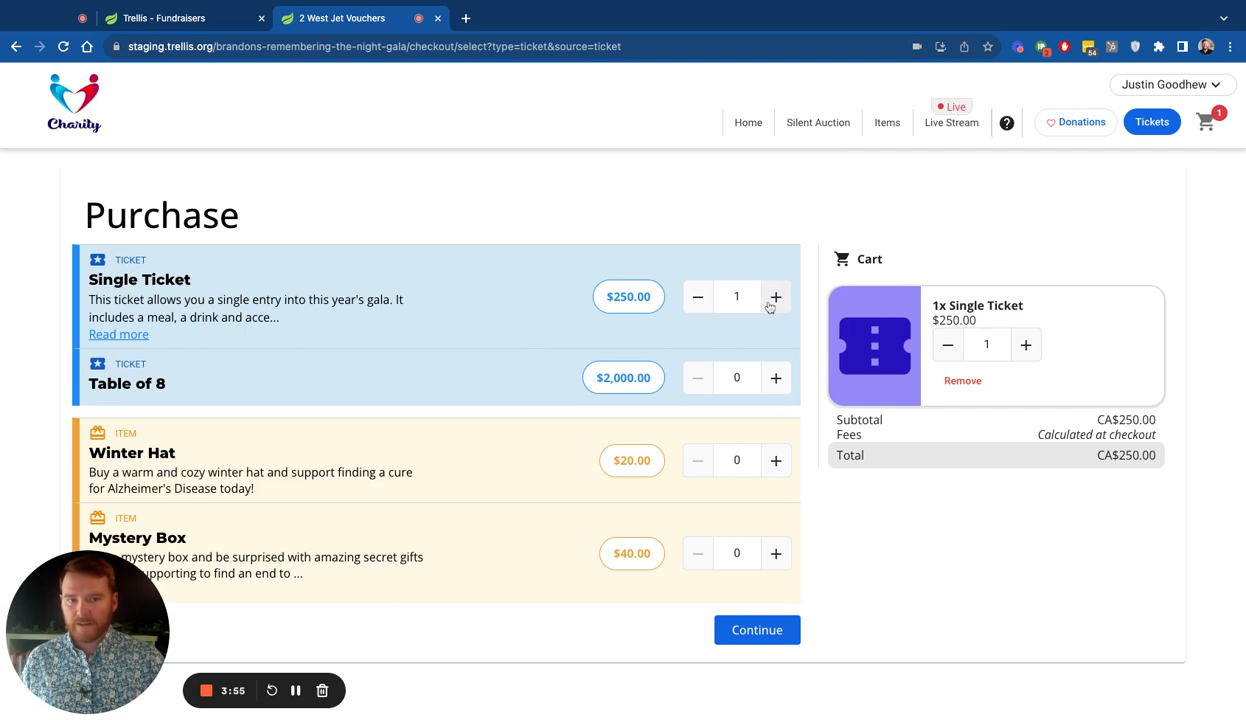 Trellis - Fundraisers
2 West Jet Vouchers
staging.trellis.org/brandons-remembering-the-night-gala/checkout/select?type=ticket&source=ticket
2
54
Charity
Justin Goodhew
Home
Silent Auction
Items
Live
Live Stream
?
Donations
Tickets
1
Purchase
TICKET
Single Ticket
This ticket allows you a single entry into this year's gala. It
includes a meal, a drink and acce...
Read more
$250.00
− 1 +
TICKET
Table of 8
$2,000.00
− 0 +
ITEM
Winter Hat
Buy a warm and cozy winter hat and support finding a cure
for Alzheimer's Disease today!
$20.00
− 0 +
ITEM
Mystery Box
mystery box and be surprised with amazing secret gifts
upporting to find an end to ...
$40.00
− 0 +
Continue
Cart
1x Single Ticket
$250.00
− 1 +
Remove
Subtotal CA$250.00
Fees Calculated at checkout
Total CA$250.00
3:55